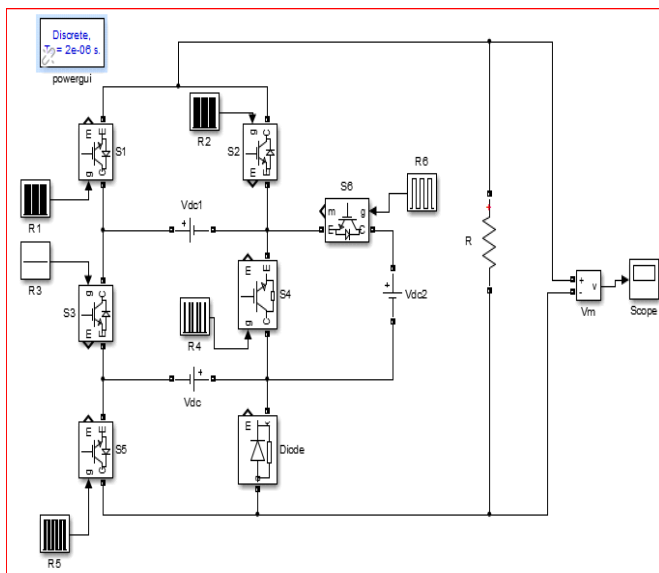 Discrete,
= 2e-06 s.
powergui
m
E
g
S1
R1
R2
g
C
m
E
S2
Vdc1
+
S6
m
g
E
C
R6
R
+
R3
g
C
m
E
S3
E
m
g
C
S4
R4
+
Vdc2
+
-
v
Vm
Scope
Vdc
+
m
E
g
S5
R5
Diode